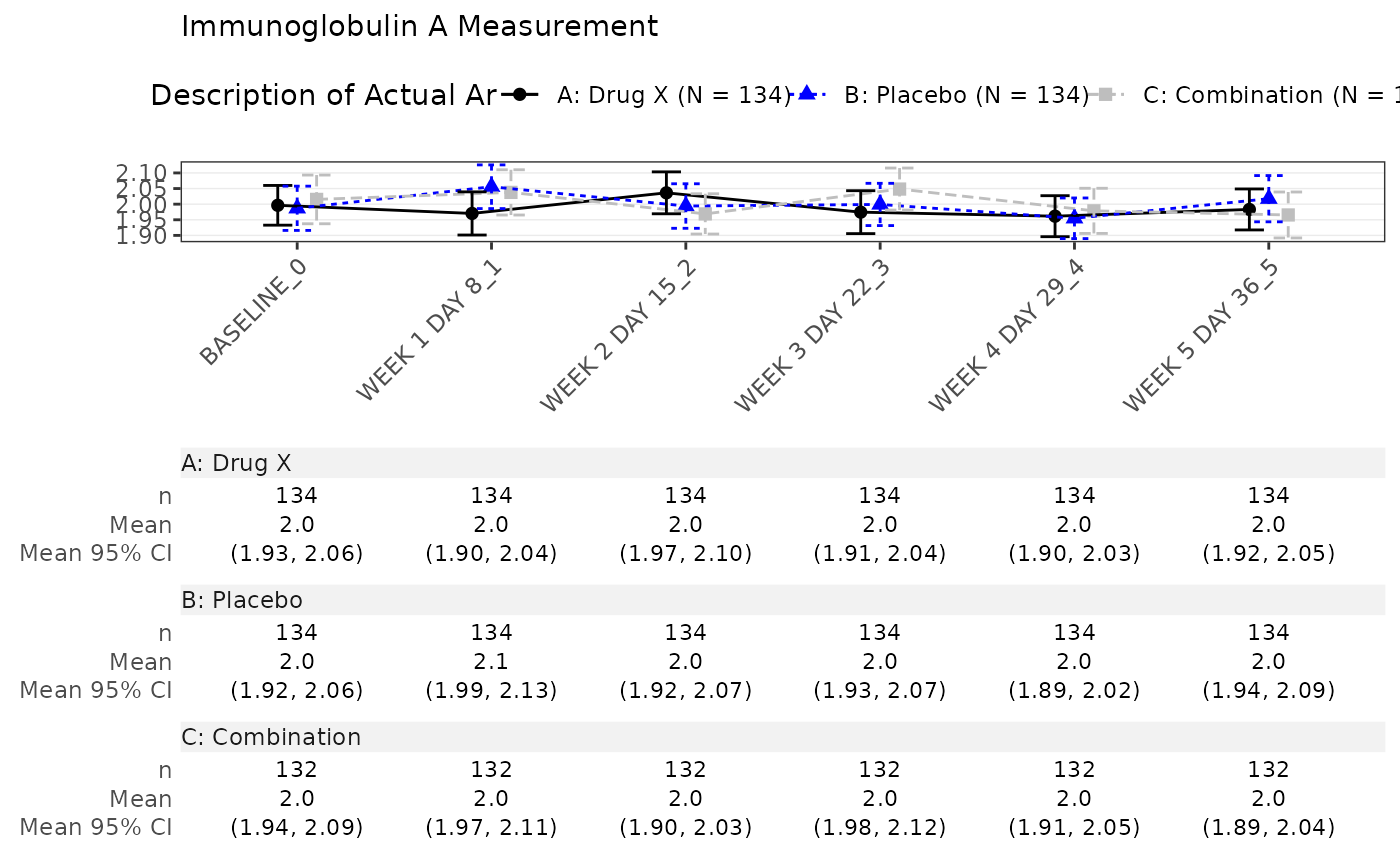 Immunoglobulin A Measurement
Description of Actual Ar A: Drug X (N = 134) B: Placebo (N = 134) C: Combination (N = 1
2.10
2.05
2.00
1.95
1.90
BASELINE_0 WEEK 1 DAY 8_1 WEEK 2 DAY 15_2 WEEK 3 DAY 22_3 WEEK 4 DAY 29_4 WEEK 5 DAY 36_5
A: Drug X
n 134 134 134 134 134 134
Mean 2.0 2.0 2.0 2.0 2.0 2.0
Mean 95% CI (1.93, 2.06) (1.90, 2.04) (1.97, 2.10) (1.91, 2.04) (1.90, 2.03) (1.92, 2.05)
B: Placebo
n 134 134 134 134 134 134
Mean 2.0 2.1 2.0 2.0 2.0 2.0
Mean 95% CI (1.92, 2.06) (1.99, 2.13) (1.92, 2.07) (1.93, 2.07) (1.89, 2.02) (1.94, 2.09)
C: Combination
n 132 132 132 132 132 132
Mean 2.0 2.0 2.0 2.0 2.0 2.0
Mean 95% CI (1.94, 2.09) (1.97, 2.11) (1.90, 2.03) (1.98, 2.12) (1.91, 2.05) (1.89, 2.04)